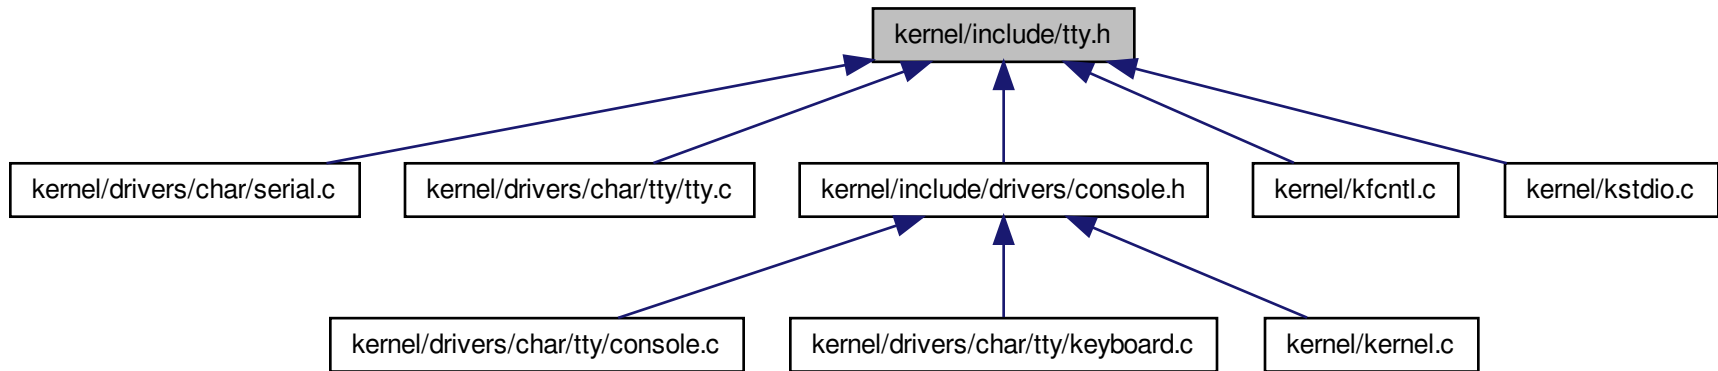 kernel/include/tty.h
kernel/drivers/char/serial.c
kernel/drivers/char/tty/tty.c
kernel/include/drivers/console.h
kernel/kfcntl.c
kernel/kstdio.c
kernel/drivers/char/tty/console.c
kernel/drivers/char/tty/keyboard.c
kernel/kernel.c